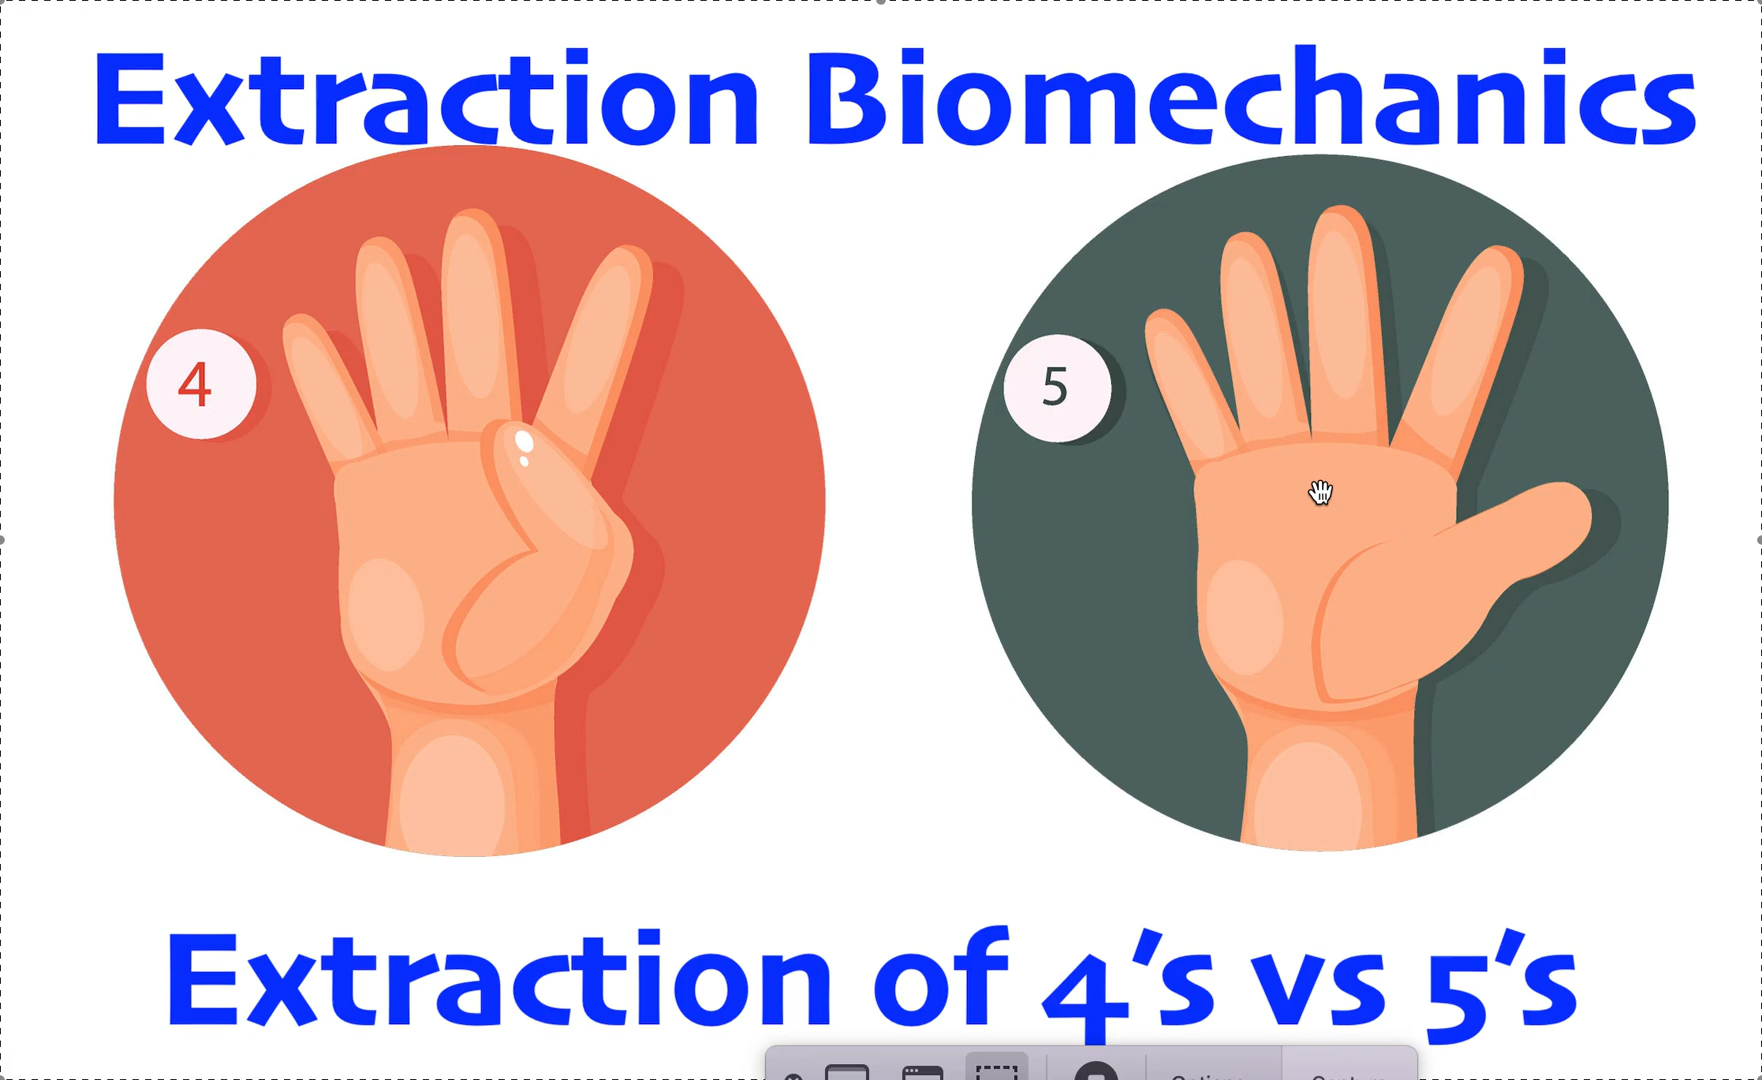 Extraction Biomechanics
4
5
Extraction of 4's vs 5's